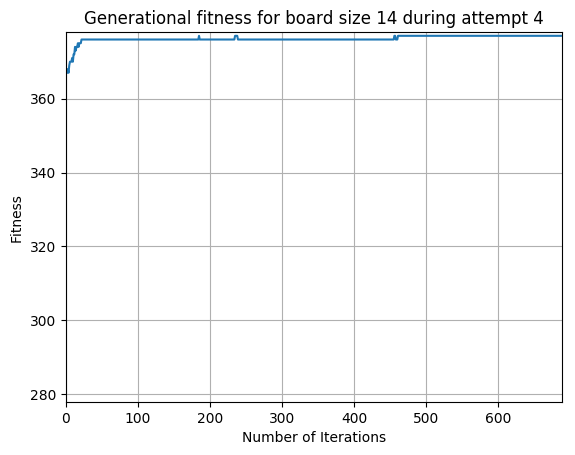 Generational fitness for board size 14 during attempt 4
Fitness
360
340
320
300
280
0 100 200 300 400 500 600
Number of Iterations